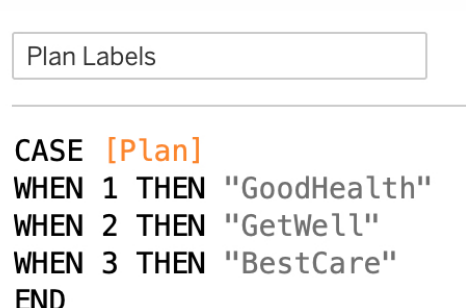 Plan Labels
CASE [Plan]
WHEN 1 THEN "GoodHealth"
WHEN 2 THEN "GetWell"
WHEN 3 THEN "BestCare"
END